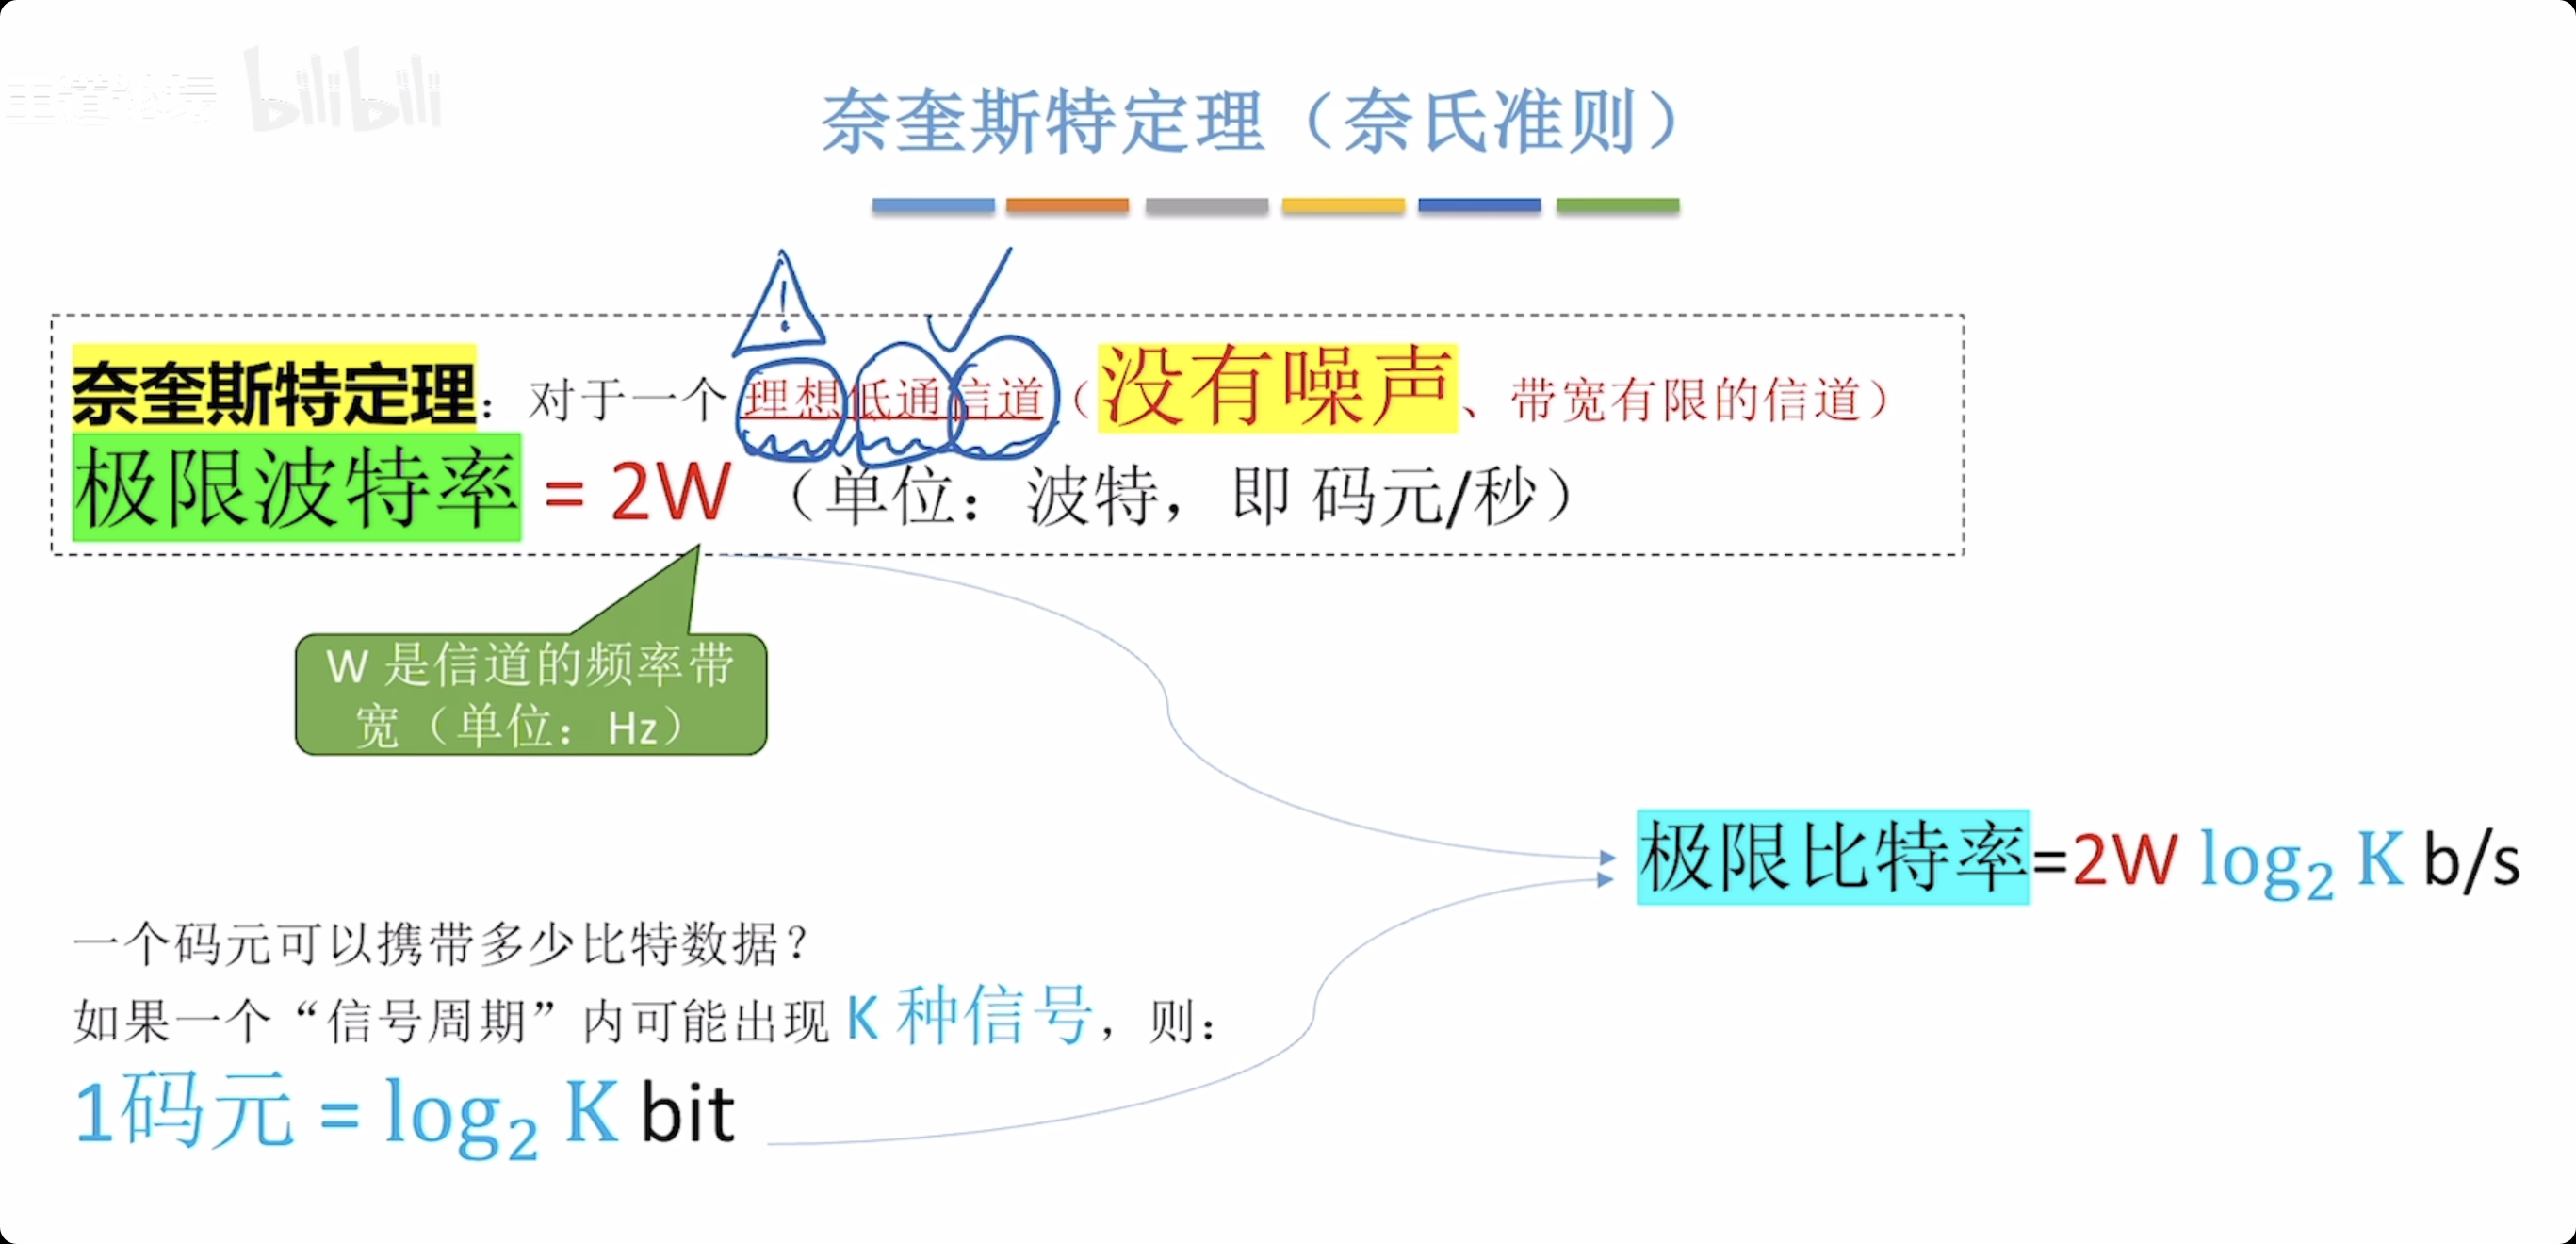 王道论坛 bilibili
奈奎斯特定理（奈氏准则）
奈奎斯特定理：对于一个 理想低通信道（没有噪声、带宽有限的信道）
极限波特率 = 2W （单位：波特，即 码元/秒）
W 是信道的频率带
宽（单位：Hz）
极限比特率=2W log₂ K b/s
一个码元可以携带多少比特数据？
如果一个“信号周期”内可能出现 K 种信号，则：
1码元 = log₂ K bit